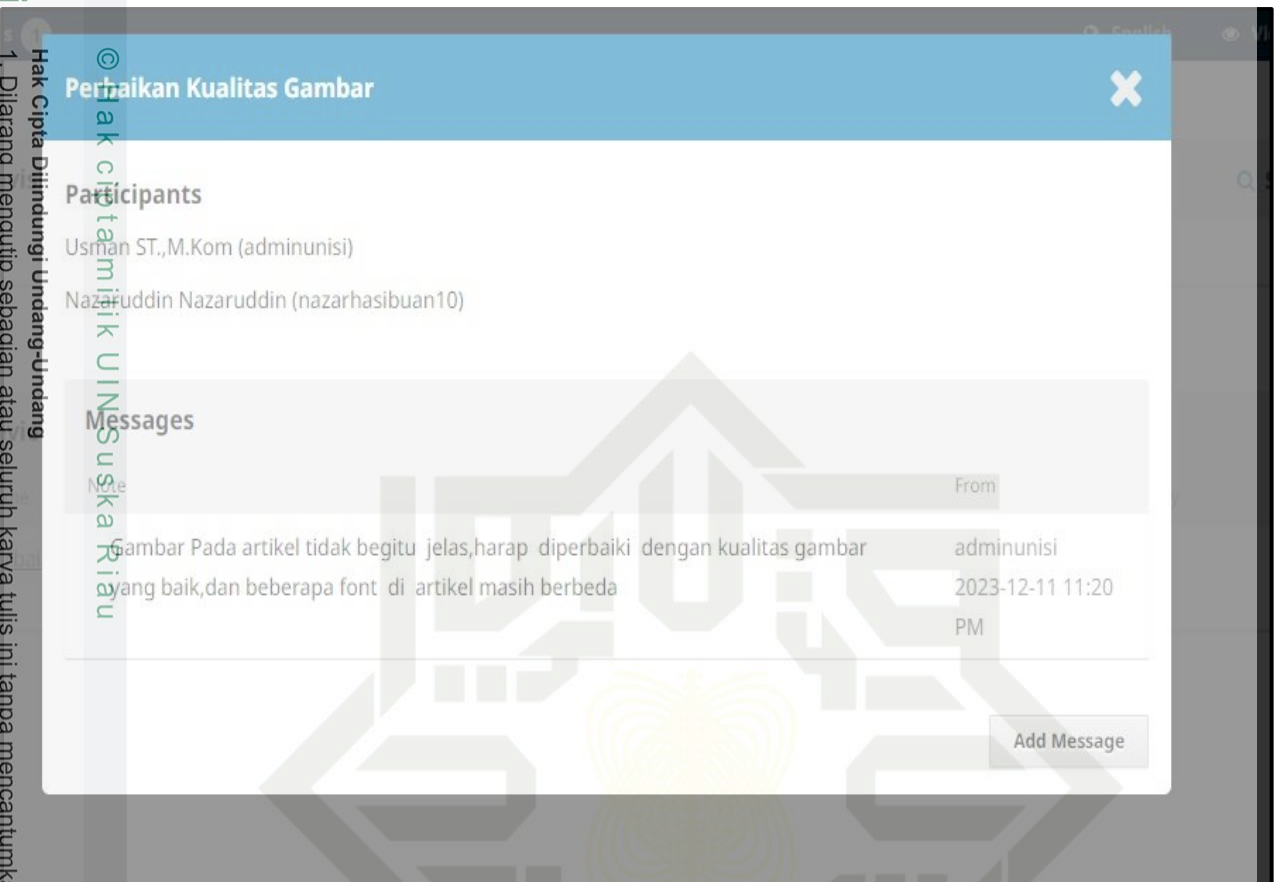 English
Perbaikan Kualitas Gambar
Participants
Usman ST.,M.Kom (adminunisi)
Nazaruddin Nazaruddin (nazarhasibuan10)
Messages
Note
From
Gambar Pada artikel tidak begitu jelas,harap diperbaiki dengan kualitas gambar
yang baik,dan beberapa font di artikel masih berbeda
adminunisi
2023-12-11 11:20
PM
Add Message
© Hak cipta milik UIN Suska Riau
Hak Cipta Dilindungi Undang-Undang
1. Dilarang mengutip sebagian atau seluruh karya tulis ini tanpa